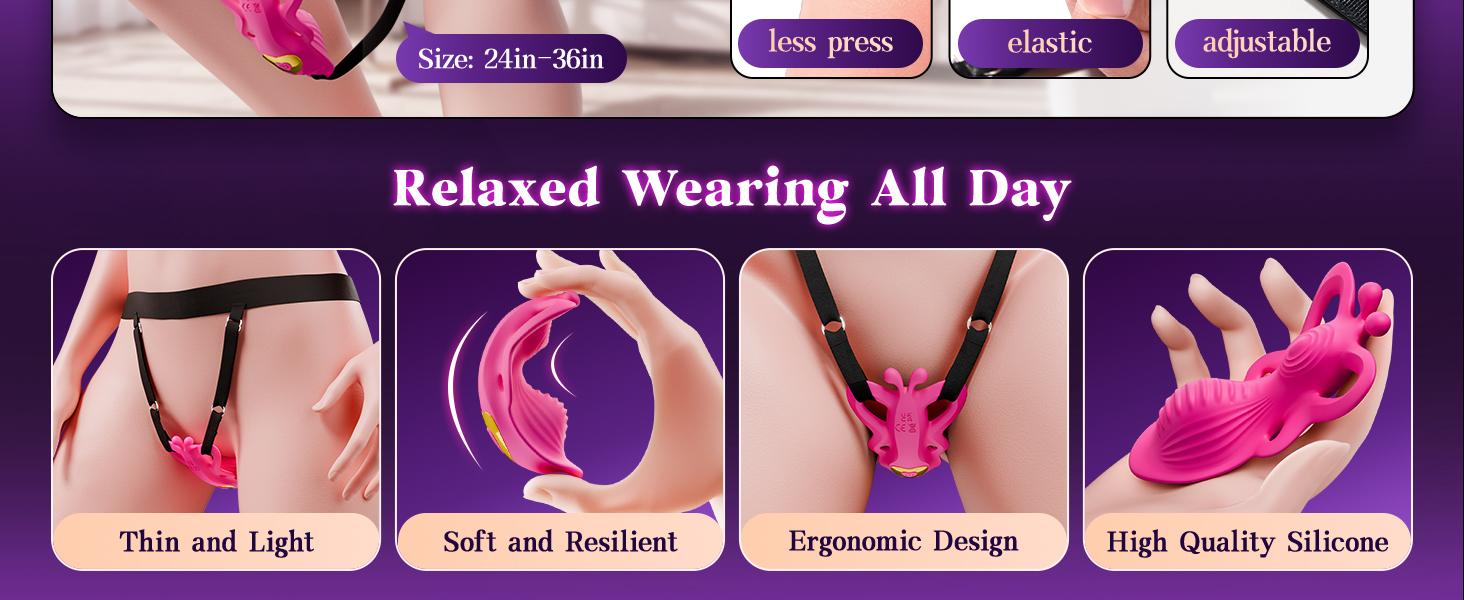 Size: 24in-36in
less press
elastic
adjustable
Relaxed Wearing All Day
Thin and Light
Soft and Resilient
Ergonomic Design
High Quality Silicone